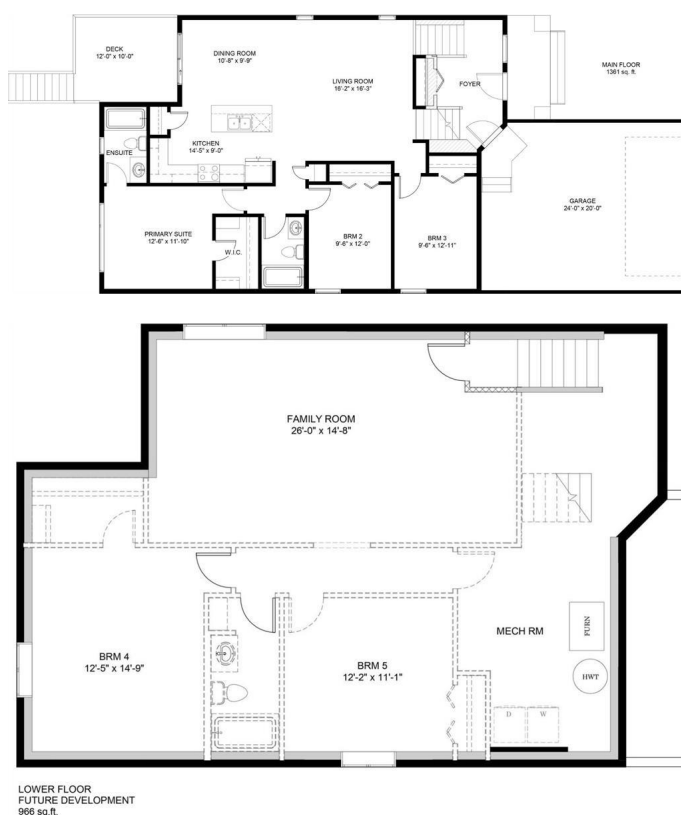 DECK
12'-0" x 10'-0"
DINING ROOM
10'-8" x 9'-9"
LIVING ROOM
16'-2" x 16'-3"
FOYER
MAIN FLOOR
1361 sq. ft.
ENSUITE
KITCHEN
14'-5" x 9'-0"
GARAGE
24'-0" x 20'-0"
PRIMARY SUITE
12'-6" x 11'-10"
W.I.C.
BRM 2
9'-6" x 12'-0"
BRM 3
9'-6" x 12'-11"
FAMILY ROOM
26'-0" x 14'-8"
BRM 4
12'-5" x 14'-9"
BRM 5
12'-2" x 11'-1"
MECH RM
FURN
HWT
D W
LOWER FLOOR
FUTURE DEVELOPMENT
966 sq.ft.